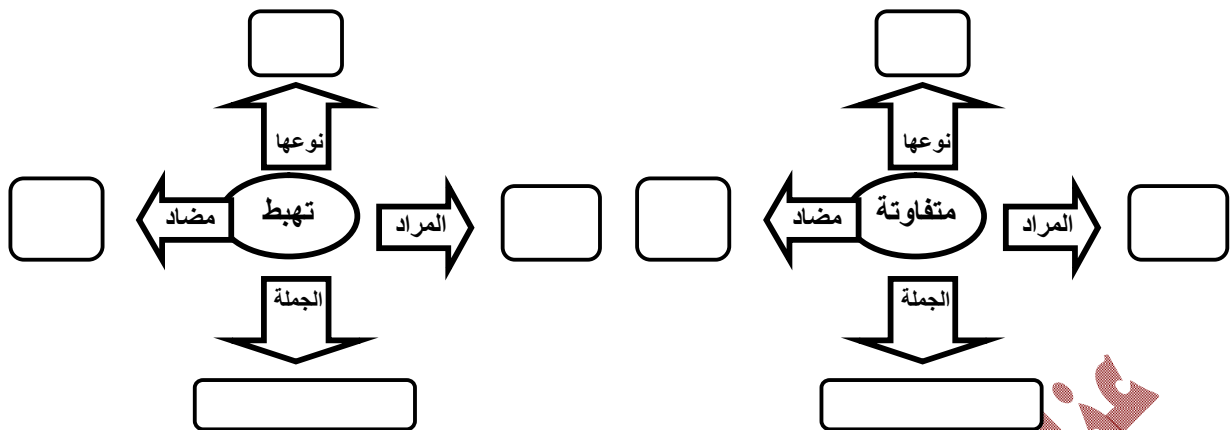 نوعها
نوعها
متفاوتة
مضاد
المراد
تهبط
مضاد
المراد
الجملة
الجملة